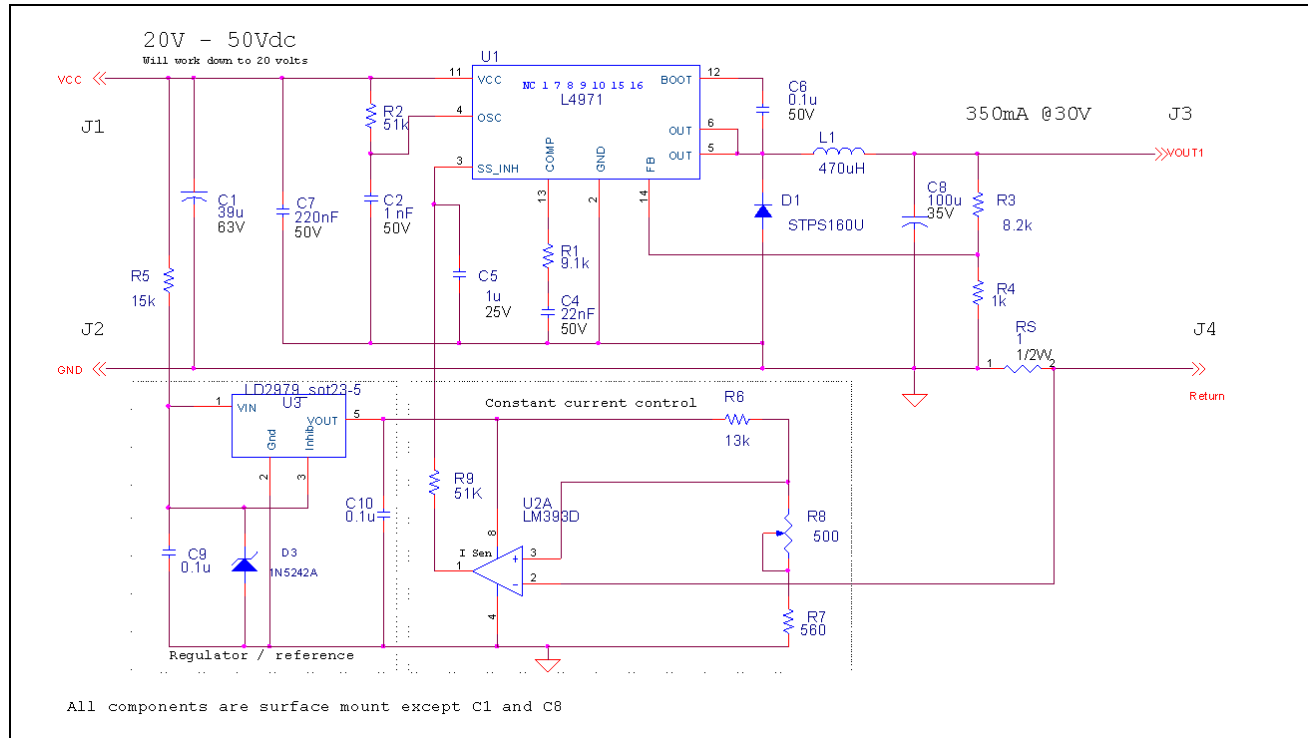 20V - 50Vdc
Will work down to 20 volts
VCC
J1
U1
11 VCC
NC 1 7 8 9 10 15 16
L4971
BOOT 12
4 OSC
OUT 6
OUT 5
3 SS_INH
COMP
GND
FB
13
2
14
R2
51k
C6
0.1u
50V
350mA @30V
J3
VOUT1
L1
470uH
C1
39u
63V
C7
220nF
50V
C2
1 nF
50V
D1
STPS160U
C8
100u
35V
R3
8.2k
R1
9.1k
R5
15k
C5
1u
25V
C4
22nF
50V
R4
1k
J2
GND
RS
1
1/2W
1
2
J4
Return
LD2979_sot23-5
U3
1 VIN
VOUT 5
Gnd
Inhib
2
3
Constant current control
R6
13k
R9
51K
C10
0.1u
U2A
LM393D
8
I Sen
1
+ 3
- 2
4
R8
500
C9
0.1u
D3
1N5242A
R7
560
Regulator / reference
All components are surface mount except C1 and C8